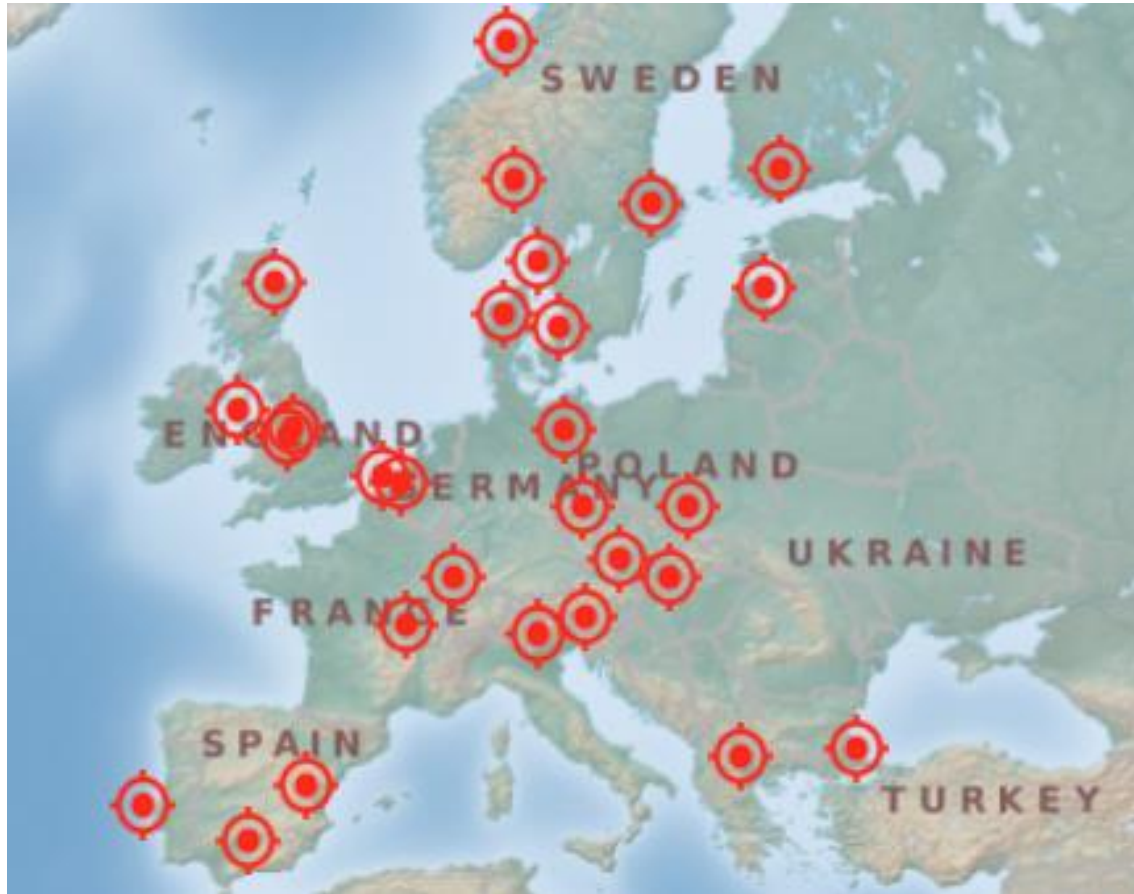 SWEDEN
ENGLAND
POLAND
GERMANY
UKRAINE
FRANCE
SPAIN
TURKEY